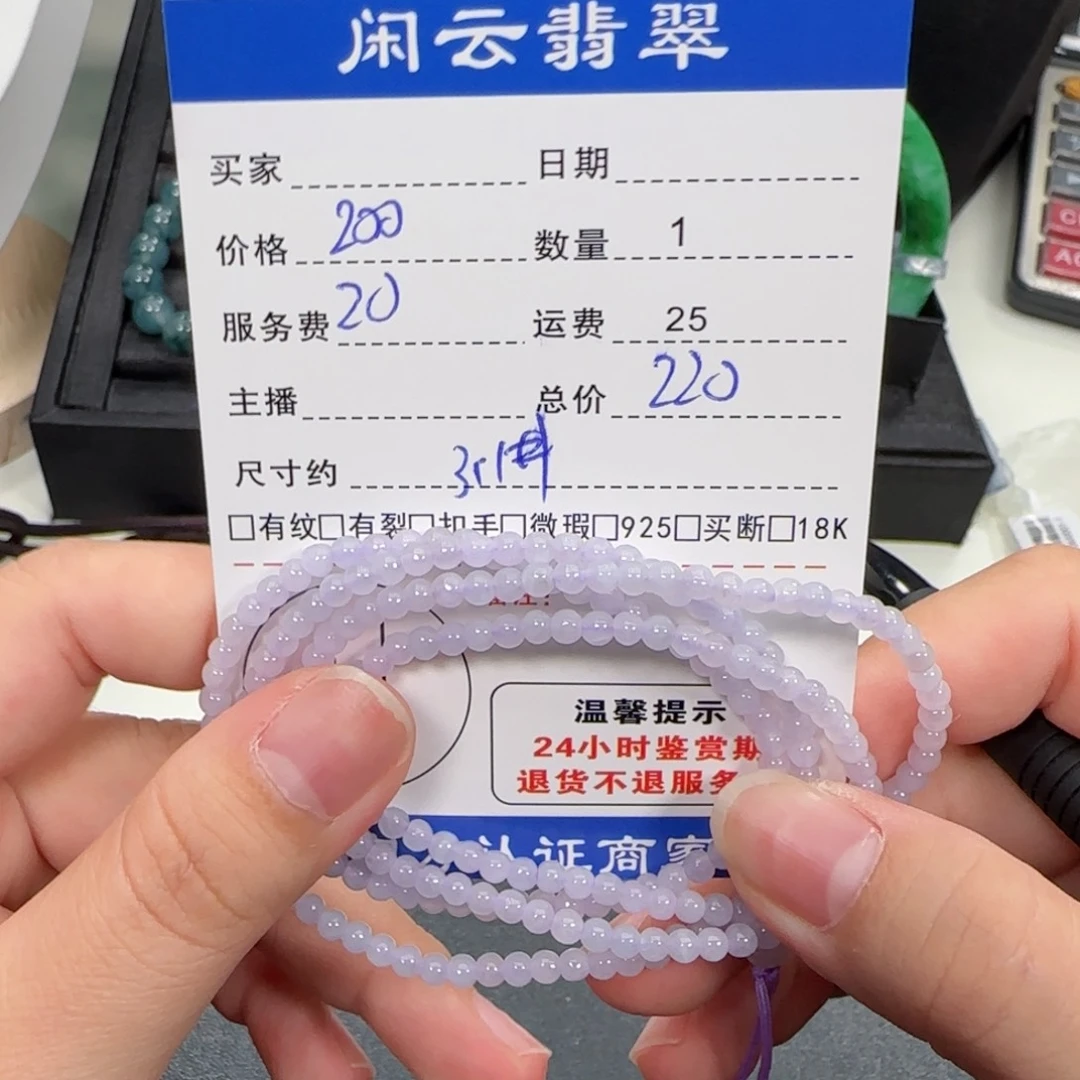 闲云翡翠
买家 日期
价格 200 数量 1
服务费 20 运费 25
主播 总价 220
尺寸约
□有纹□有裂□扣手□微瑕□925□买断□18K
温馨提示
24小时鉴赏期
退货不退服务
认证商家
C
AC